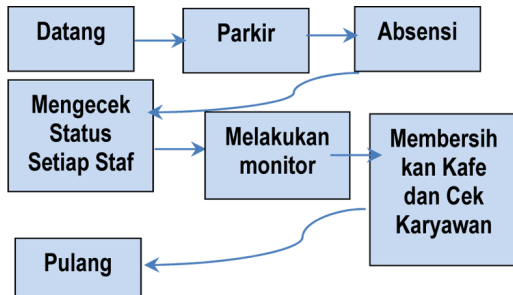 Datang
Parkir
Absensi
Mengecek
Status
Setiap Staf
Melakukan
monitor
Membersih
kan Kafe
dan Cek
Karyawan
Pulang